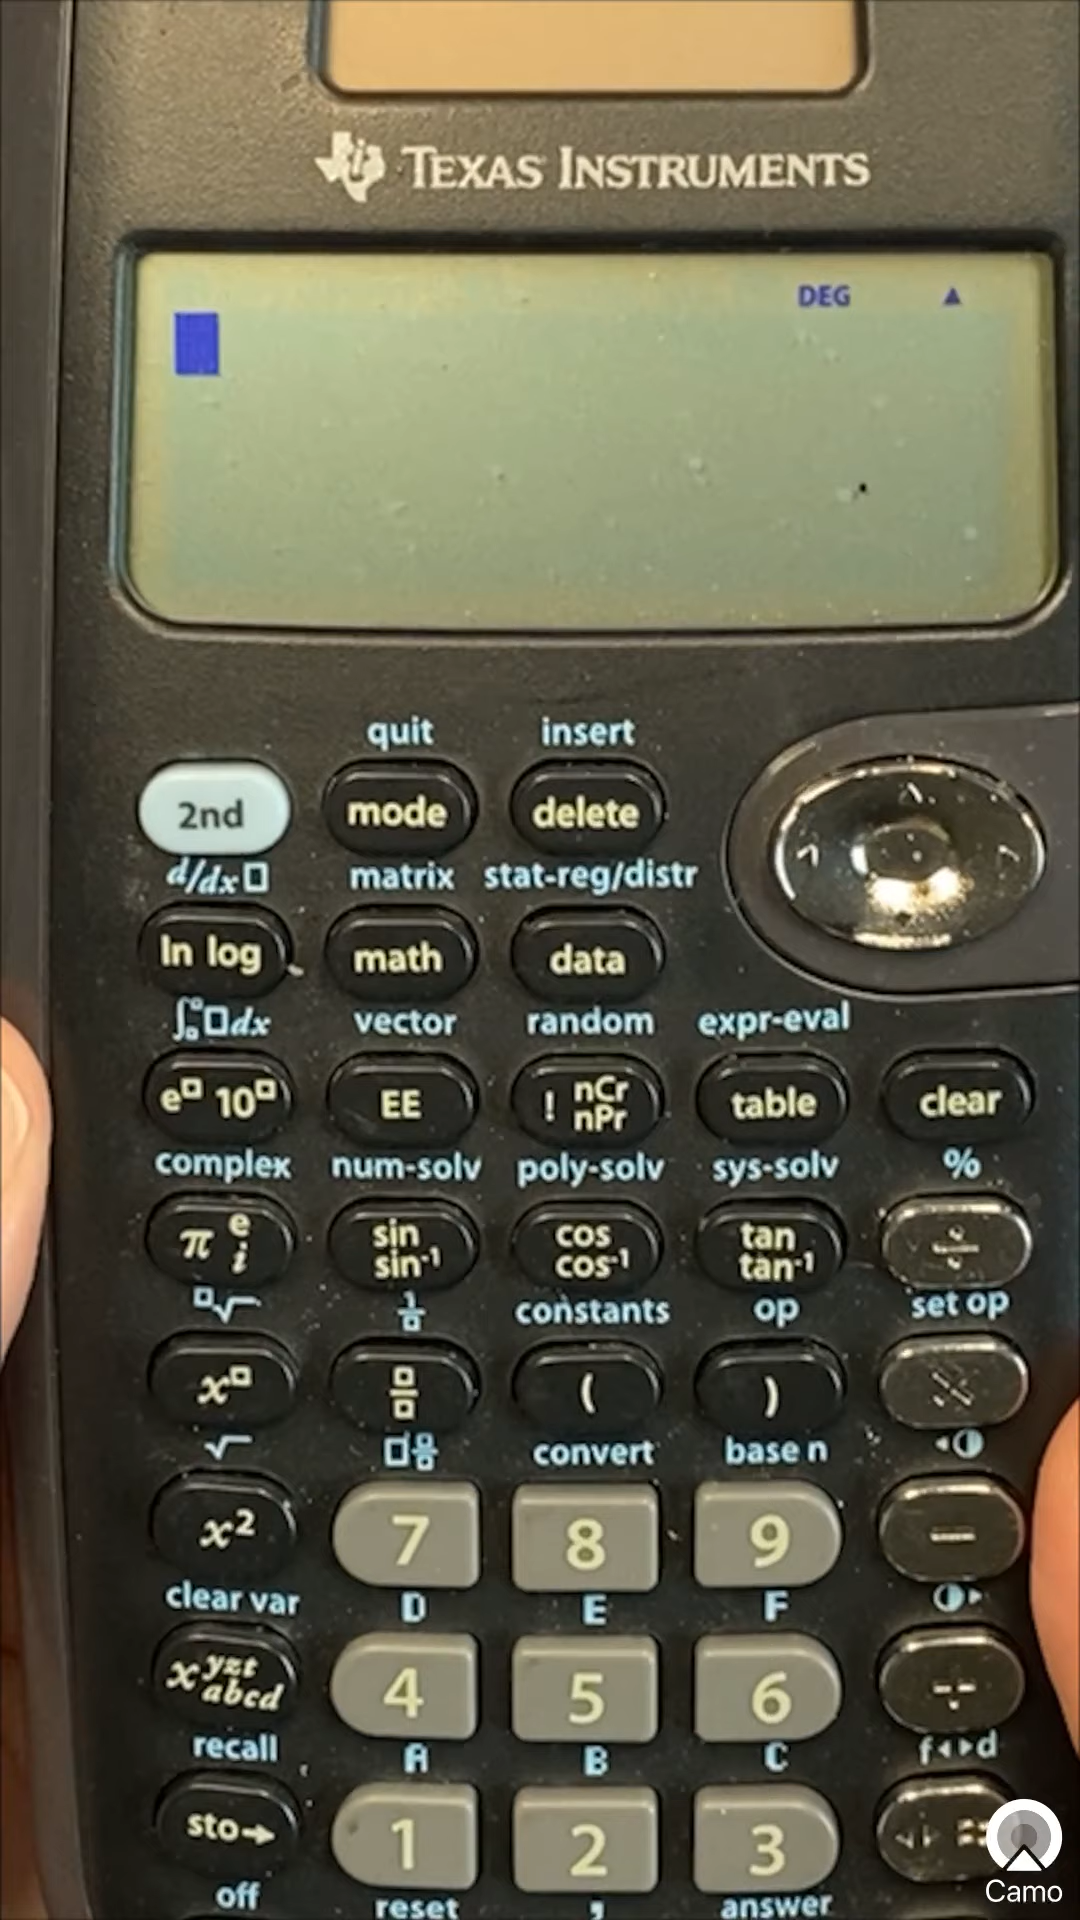 TEXAS INSTRUMENTS
DEG
quit insert
2nd mode delete
d/dx□ matrix stat-reg/distr
ln log math data
∫□dx vector random expr-eval
e□ 10□ EE ! nCr nPr table clear
complex num-solv poly-solv sys-solv %
π e i sin sin-1 cos cos-1 tan tan-1 ÷
□√ 1/□ constants op set op
x□ □/□ ( ) ×
√ □□/□ convert base n
x² 7 8 9 −
clear var D E F
x yzt abcd 4 5 6 +
recall A B C f◂▸d
sto→ 1 2 3
off reset , answer
Camo